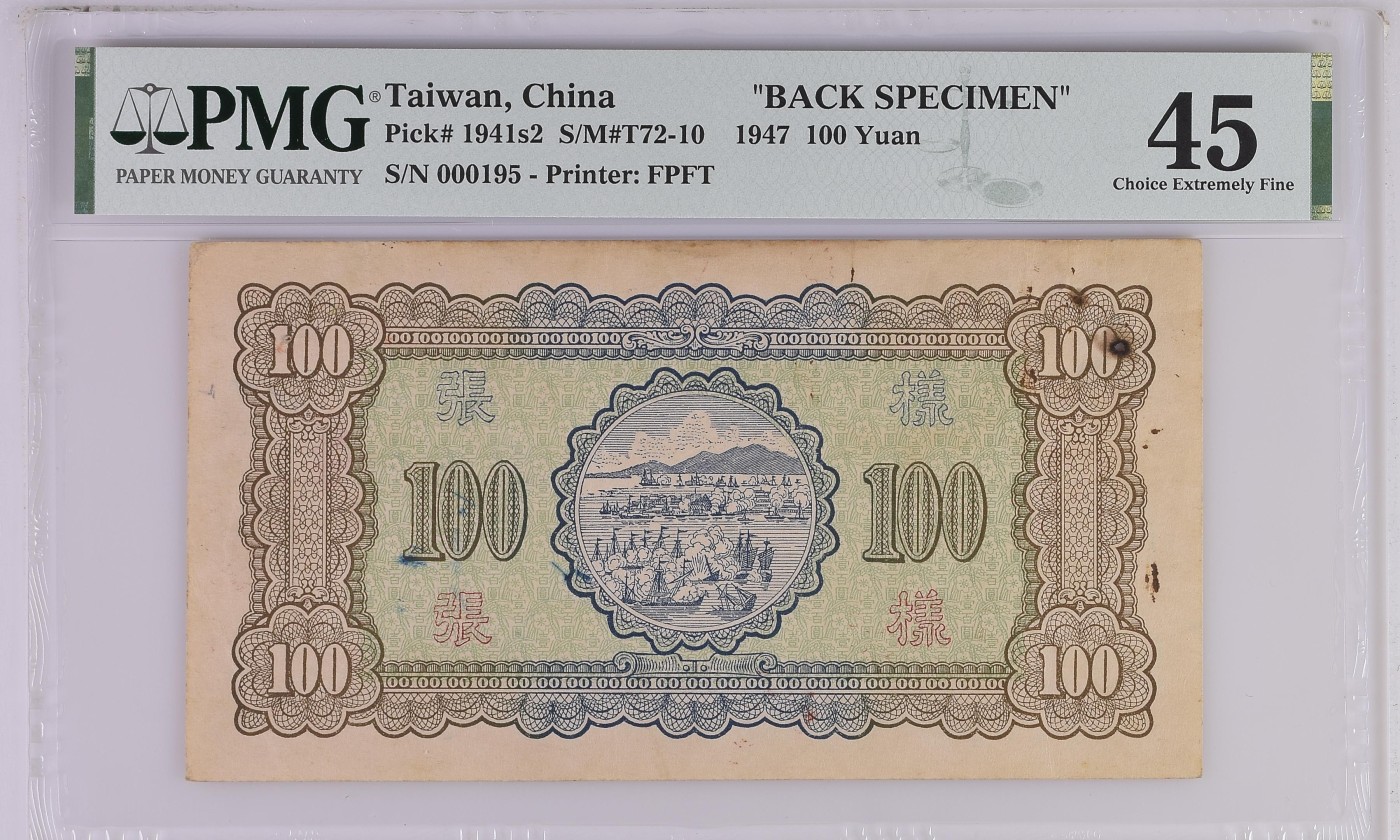 PMG® Taiwan, China "BACK SPECIMEN" 45
Pick# 1941s2 S/M#T72-10 1947 100 Yuan
PAPER MONEY GUARANTY S/N 000195 - Printer: FPFT Choice Extremely Fine
100 100
張 樣
100 100
張 樣
100 100